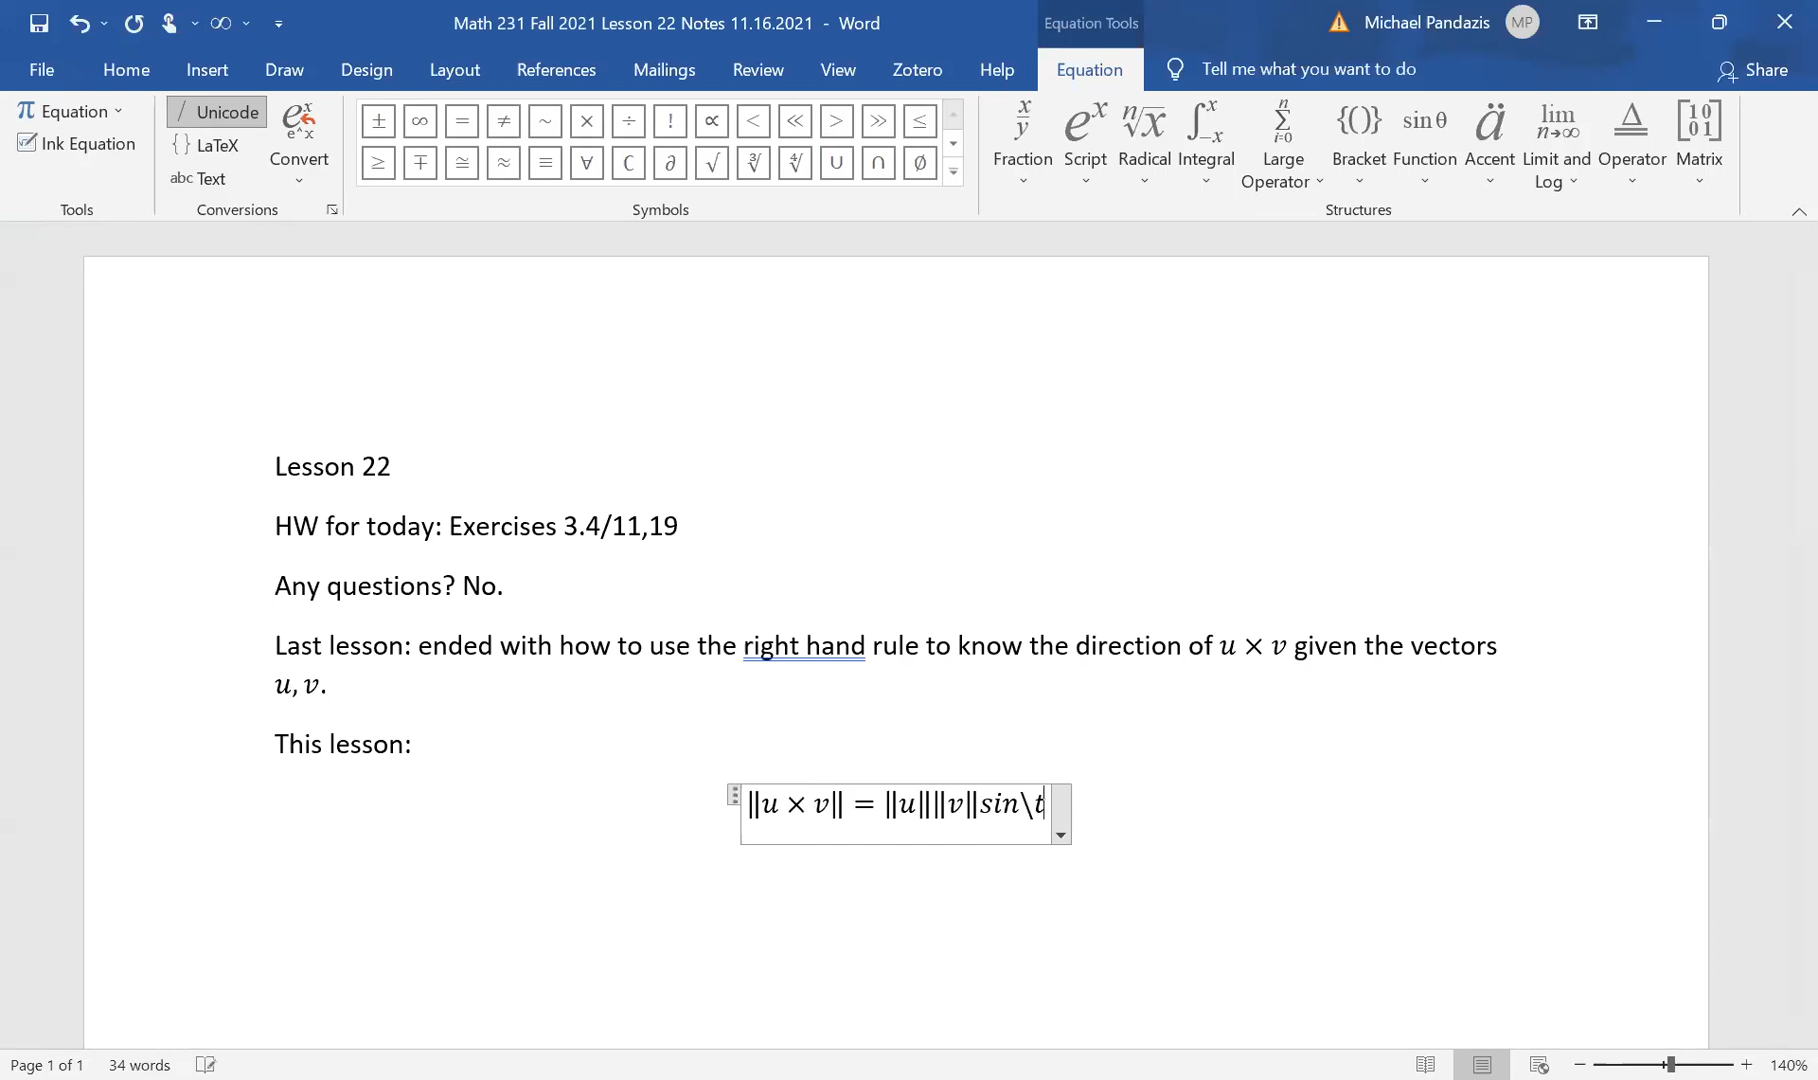 Math 231 Fall 2021 Lesson 22 Notes 11.16.2021 - Word
Equation Tools
Michael Pandazis MP
File Home Insert Draw Design Layout References Mailings Review View Zotero Help Equation Tell me what you want to do Share
π Equation
Ink Equation
Tools
Unicode
{} LaTeX
abc Text
e^x
Convert
Conversions
± ∞ = ≠ ~ × ÷ ! ∝ < ≪ > ≫ ≤
≥ ∓ ≅ ≈ ≡ ∀ ∁ ∂ √ ∛ ∜ ∪ ∩ ∅
Symbols
Fraction
Script
Radical
Integral
Large Operator
Bracket
Function
Accent
Limit and Log
Operator
Matrix
Structures
Lesson 22
HW for today: Exercises 3.4/11,19
Any questions? No.
Last lesson: ended with how to use the right hand rule to know the direction of u × v given the vectors
u, v.
This lesson:
‖u × v‖ = ‖u‖‖v‖sin\t
Page 1 of 1 34 words 140%